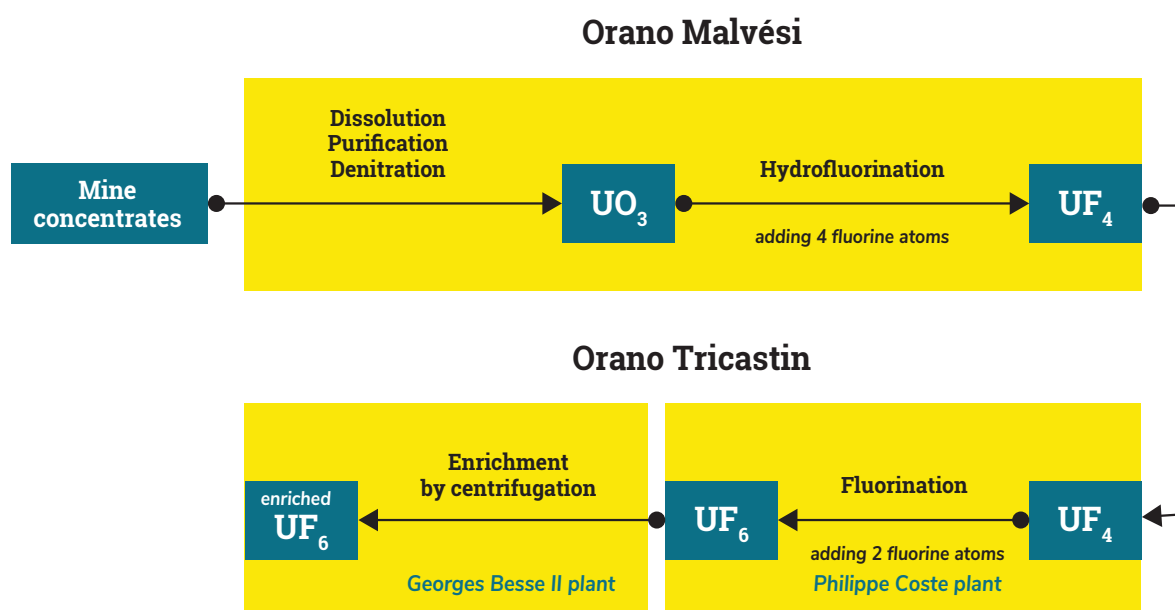 Orano Malvési
Dissolution
Purification
Denitration
Mine
concentrates
UO₃
Hydrofluorination
adding 4 fluorine atoms
UF₄
Orano Tricastin
enriched
UF₆
Enrichment
by centrifugation
Georges Besse II plant
UF₆
Fluorination
adding 2 fluorine atoms
Philippe Coste plant
UF₄